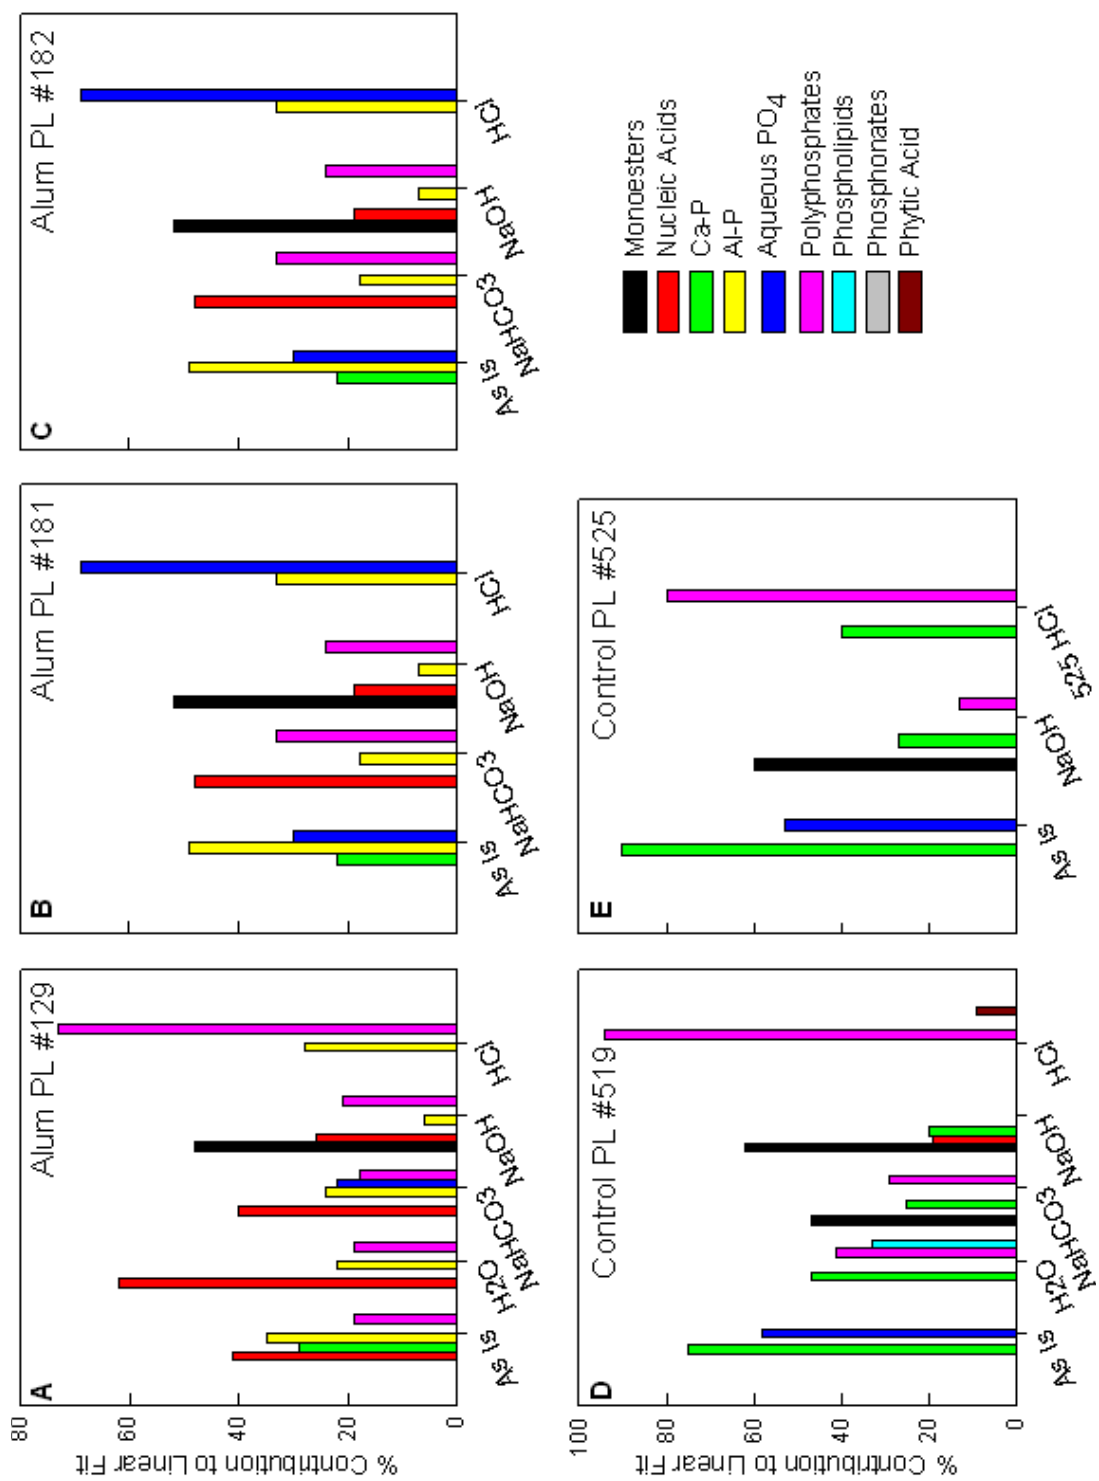 A
Alum PL #129
80
60
40
20
0
% Contribution to Linear Fit
As Is
H2O
NaHCO3
NaOH
HCl
B
Alum PL #181
As Is
NaHCO3
NaOH
HCl
C
Alum PL #182
As Is
NaHCO3
NaOH
HCl
D
Control PL #519
100
80
60
40
20
0
% Contribution to Linear Fit
As Is
H2O
NaHCO3
NaOH
HCl
E
Control PL #525
As Is
NaOH
525 HCl
Monoesters
Nucleic Acids
Ca-P
Al-P
Aqueous PO4
Polyphosphates
Phospholipids
Phosphonates
Phytic Acid